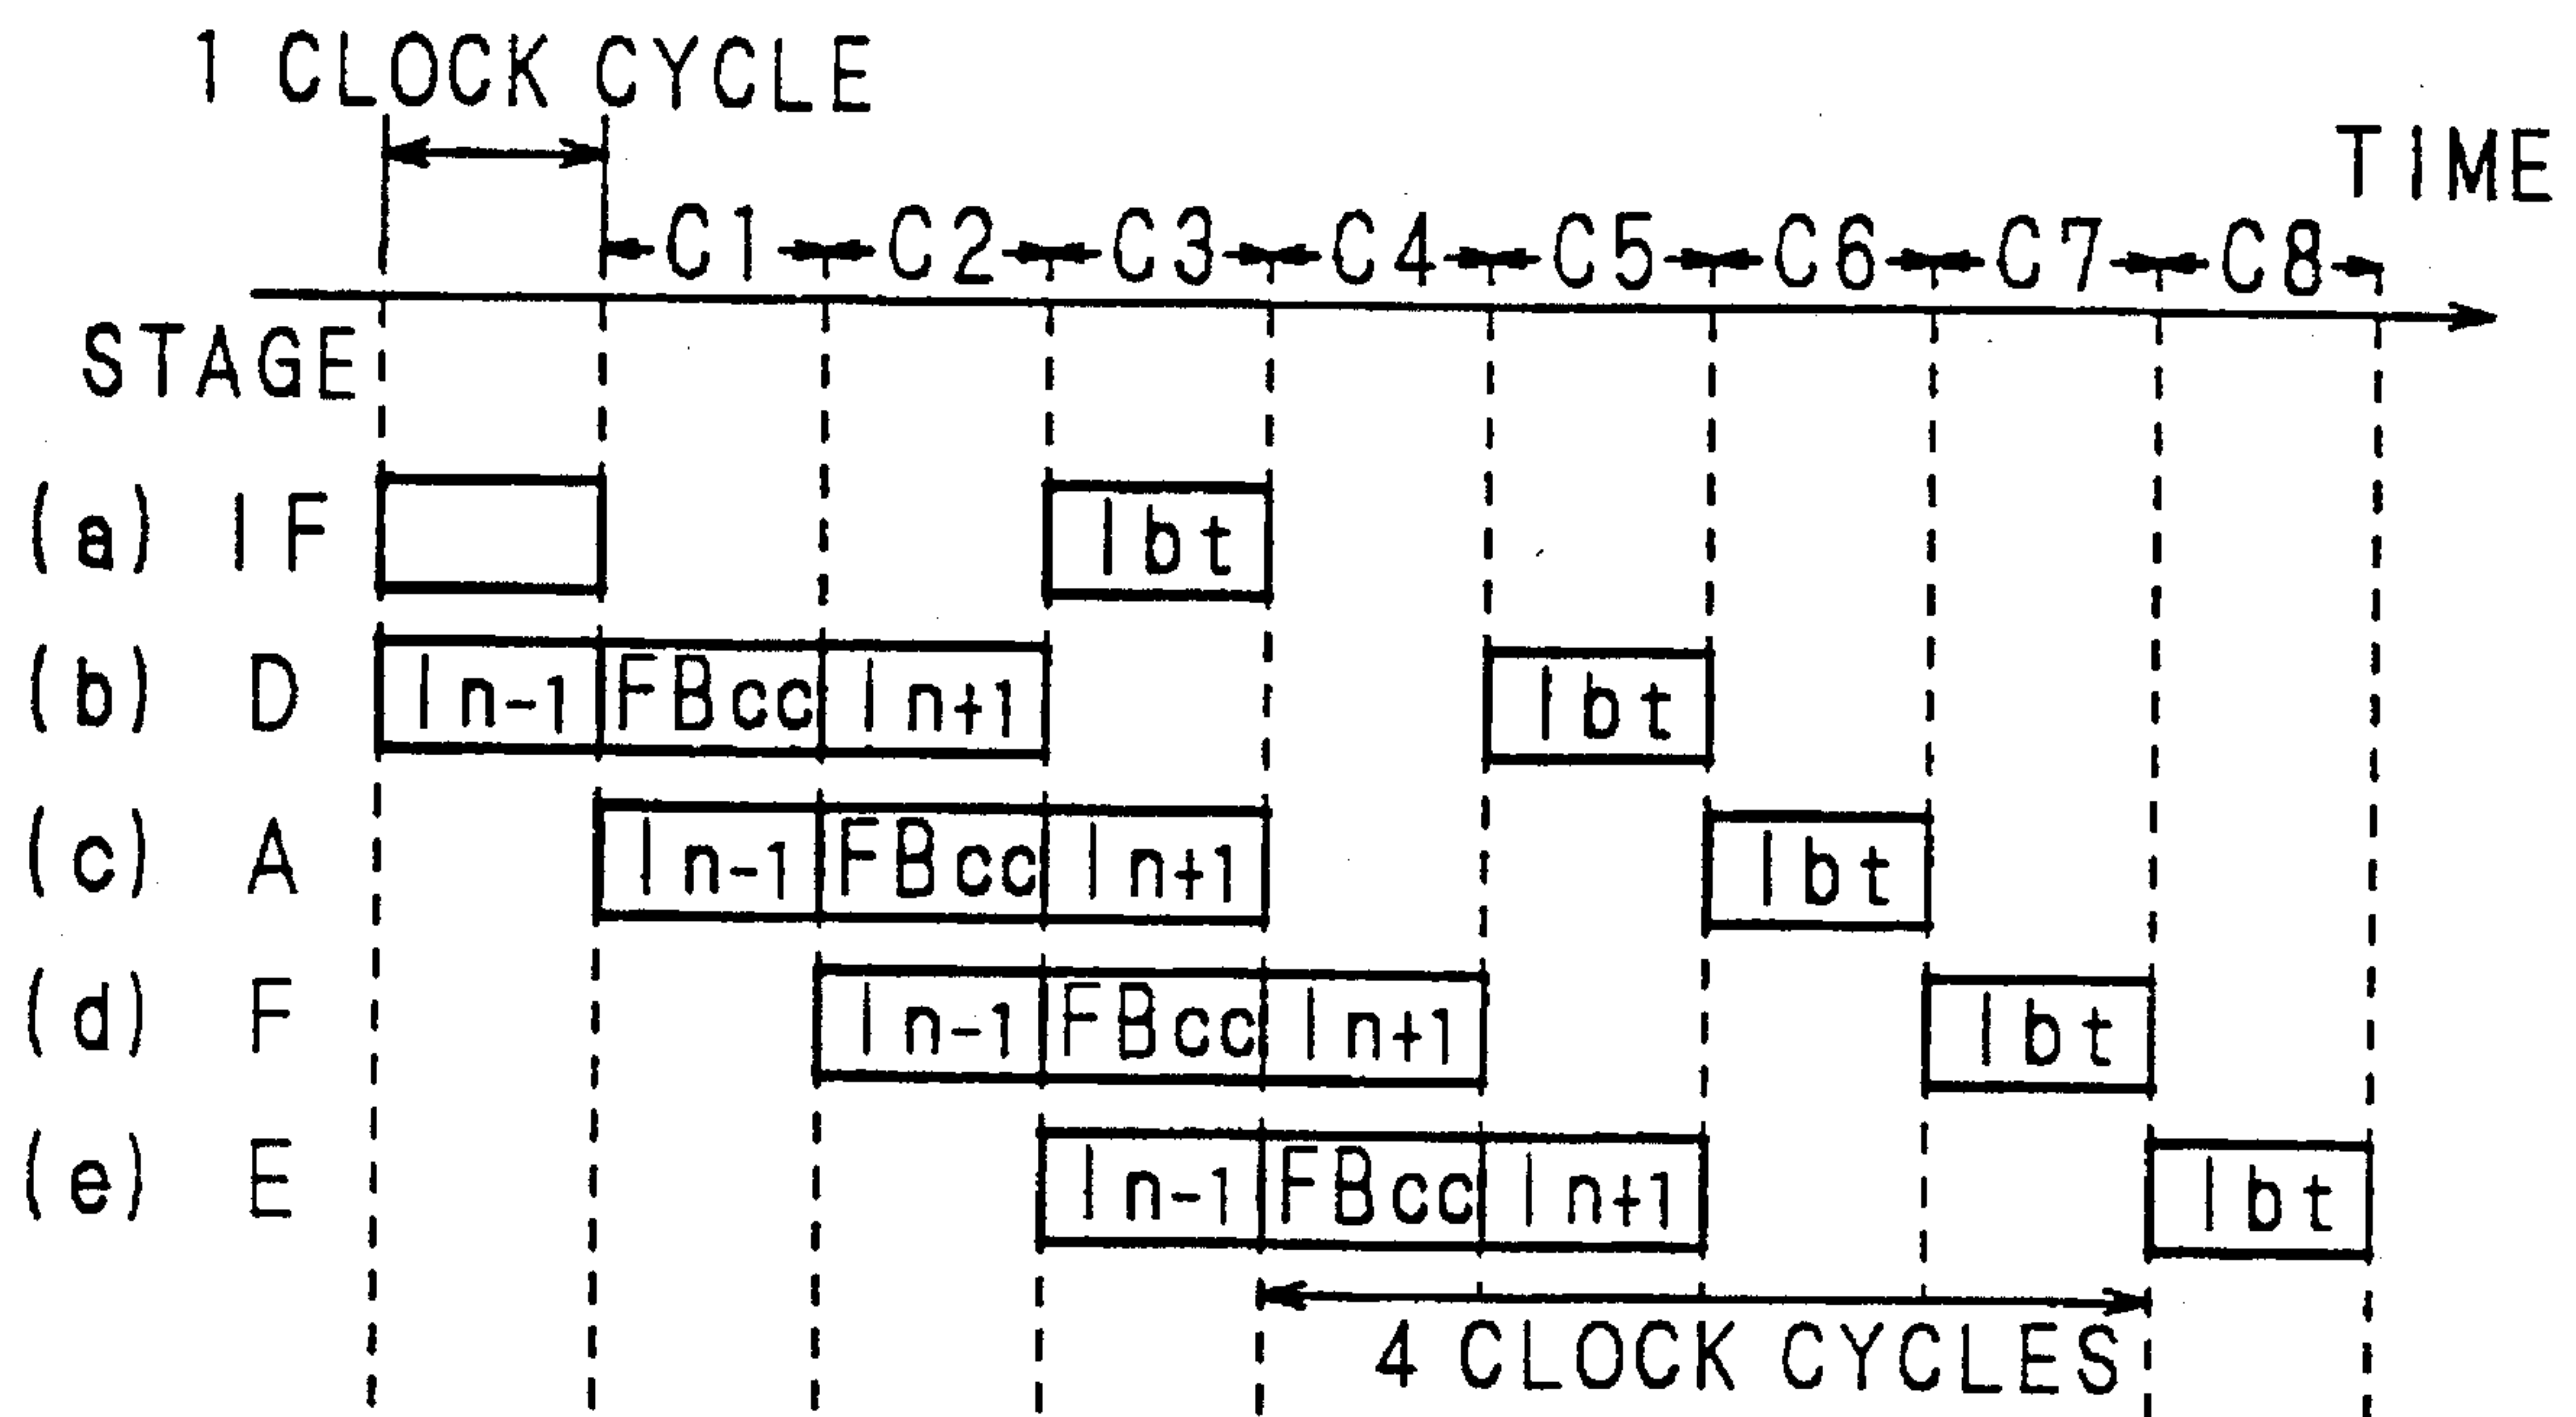 1 CLOCK CYCLE
TIME
C1 C2 C3 C4 C5 C6 C7 C8
STAGE
(a) IF Ibt
(b) D In-1 FBcc In+1 Ibt
(c) A In-1 FBcc In+1 Ibt
(d) F In-1 FBcc In+1 Ibt
(e) E In-1 FBcc In+1 Ibt
4 CLOCK CYCLES